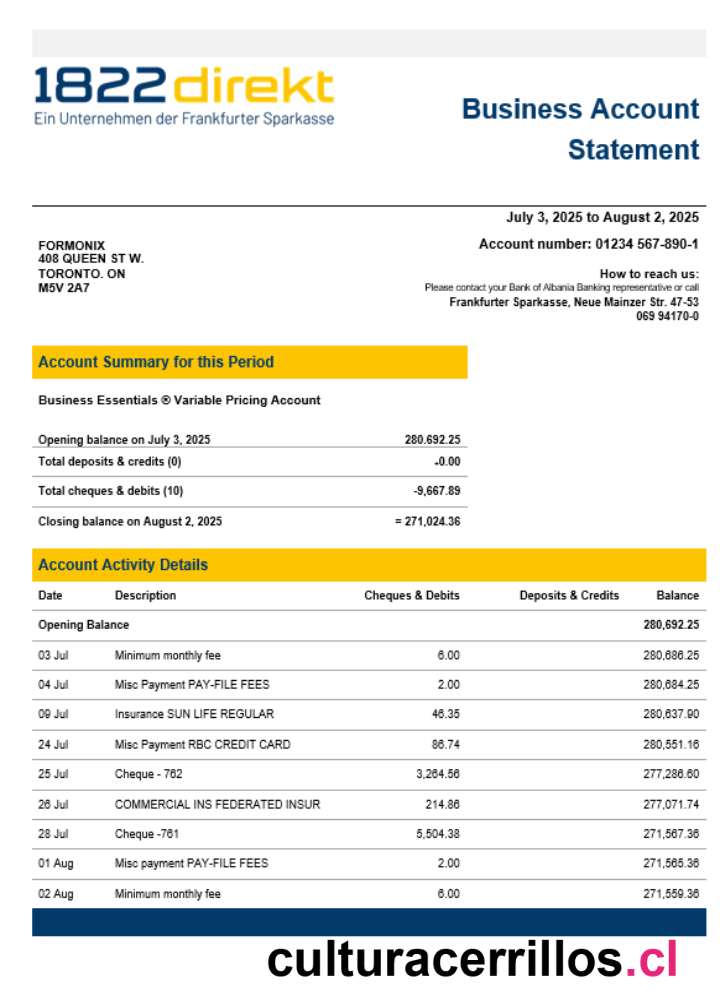 1822direkt
Ein Unternehmen der Frankfurter Sparkasse
Business Account
Statement
July 3, 2025 to August 2, 2025
Account number: 01234 567-890-1
FORMONIX
408 QUEEN ST W.
TORONTO. ON
M5V 2A7
How to reach us:
Please contact your Bank of Albania Banking representative or call
Frankfurter Sparkasse, Neue Mainzer Str. 47-53
069 94170-0
Account Summary for this Period
Business Essentials ® Variable Pricing Account
Opening balance on July 3, 2025 280.692.25
Total deposits & credits (0) -0.00
Total cheques & debits (10) -9,667.89
Closing balance on August 2, 2025 = 271,024.36
Account Activity Details
Date Description Cheques & Debits Deposits & Credits Balance
Opening Balance 280,692.25
03 Jul Minimum monthly fee 6.00 280,686.25
04 Jul Misc Payment PAY-FILE FEES 2.00 280,684.25
09 Jul Insurance SUN LIFE REGULAR 46.35 280,637.90
24 Jul Misc Payment RBC CREDIT CARD 86.74 280,551.16
25 Jul Cheque - 762 3,264.56 277,286.60
26 Jul COMMERCIAL INS FEDERATED INSUR 214.86 277,071.74
28 Jul Cheque -761 5,504.38 271,567.36
01 Aug Misc payment PAY-FILE FEES 2.00 271,565.36
02 Aug Minimum monthly fee 6.00 271,559.36
culturacerrillos.cl